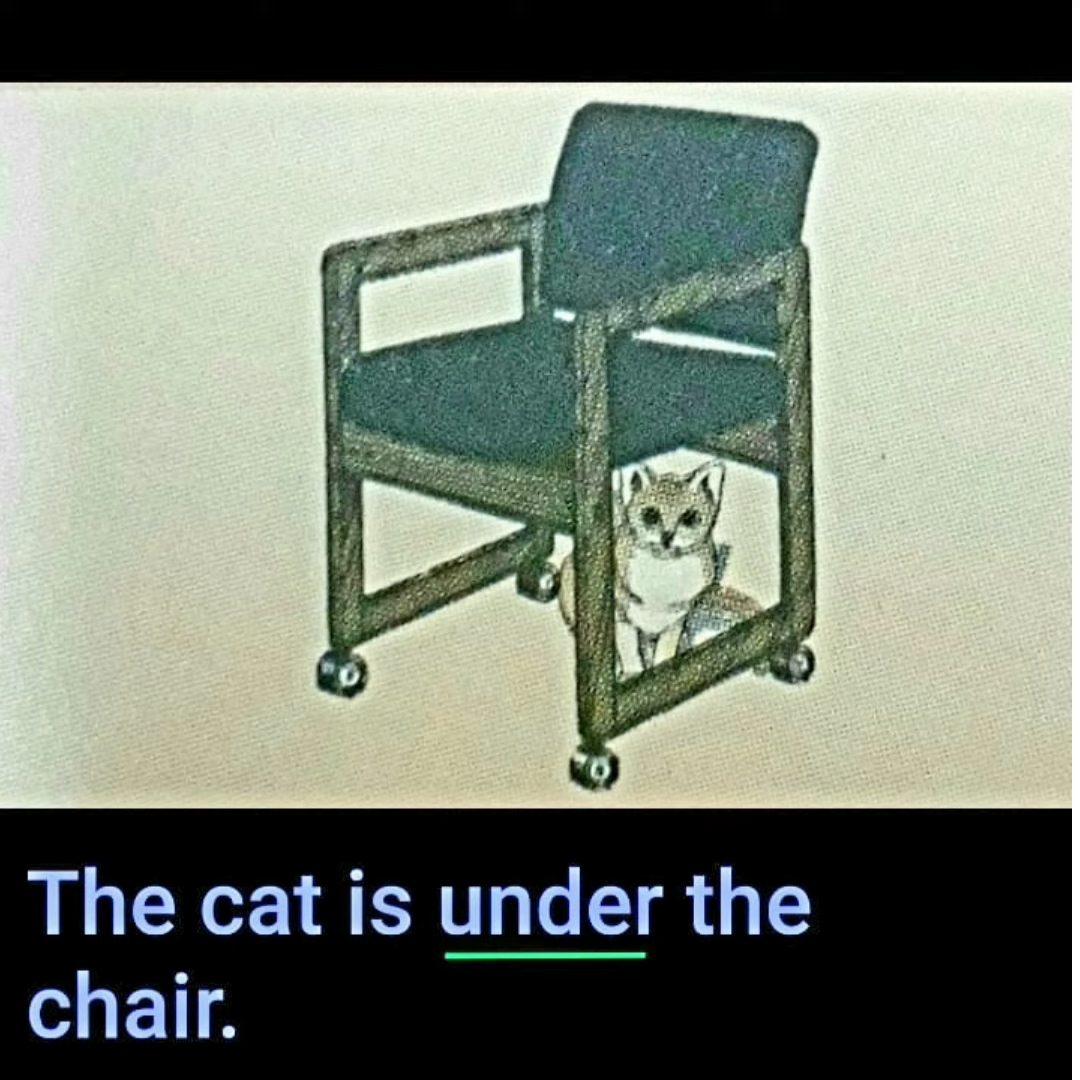 The cat is under the
chair.